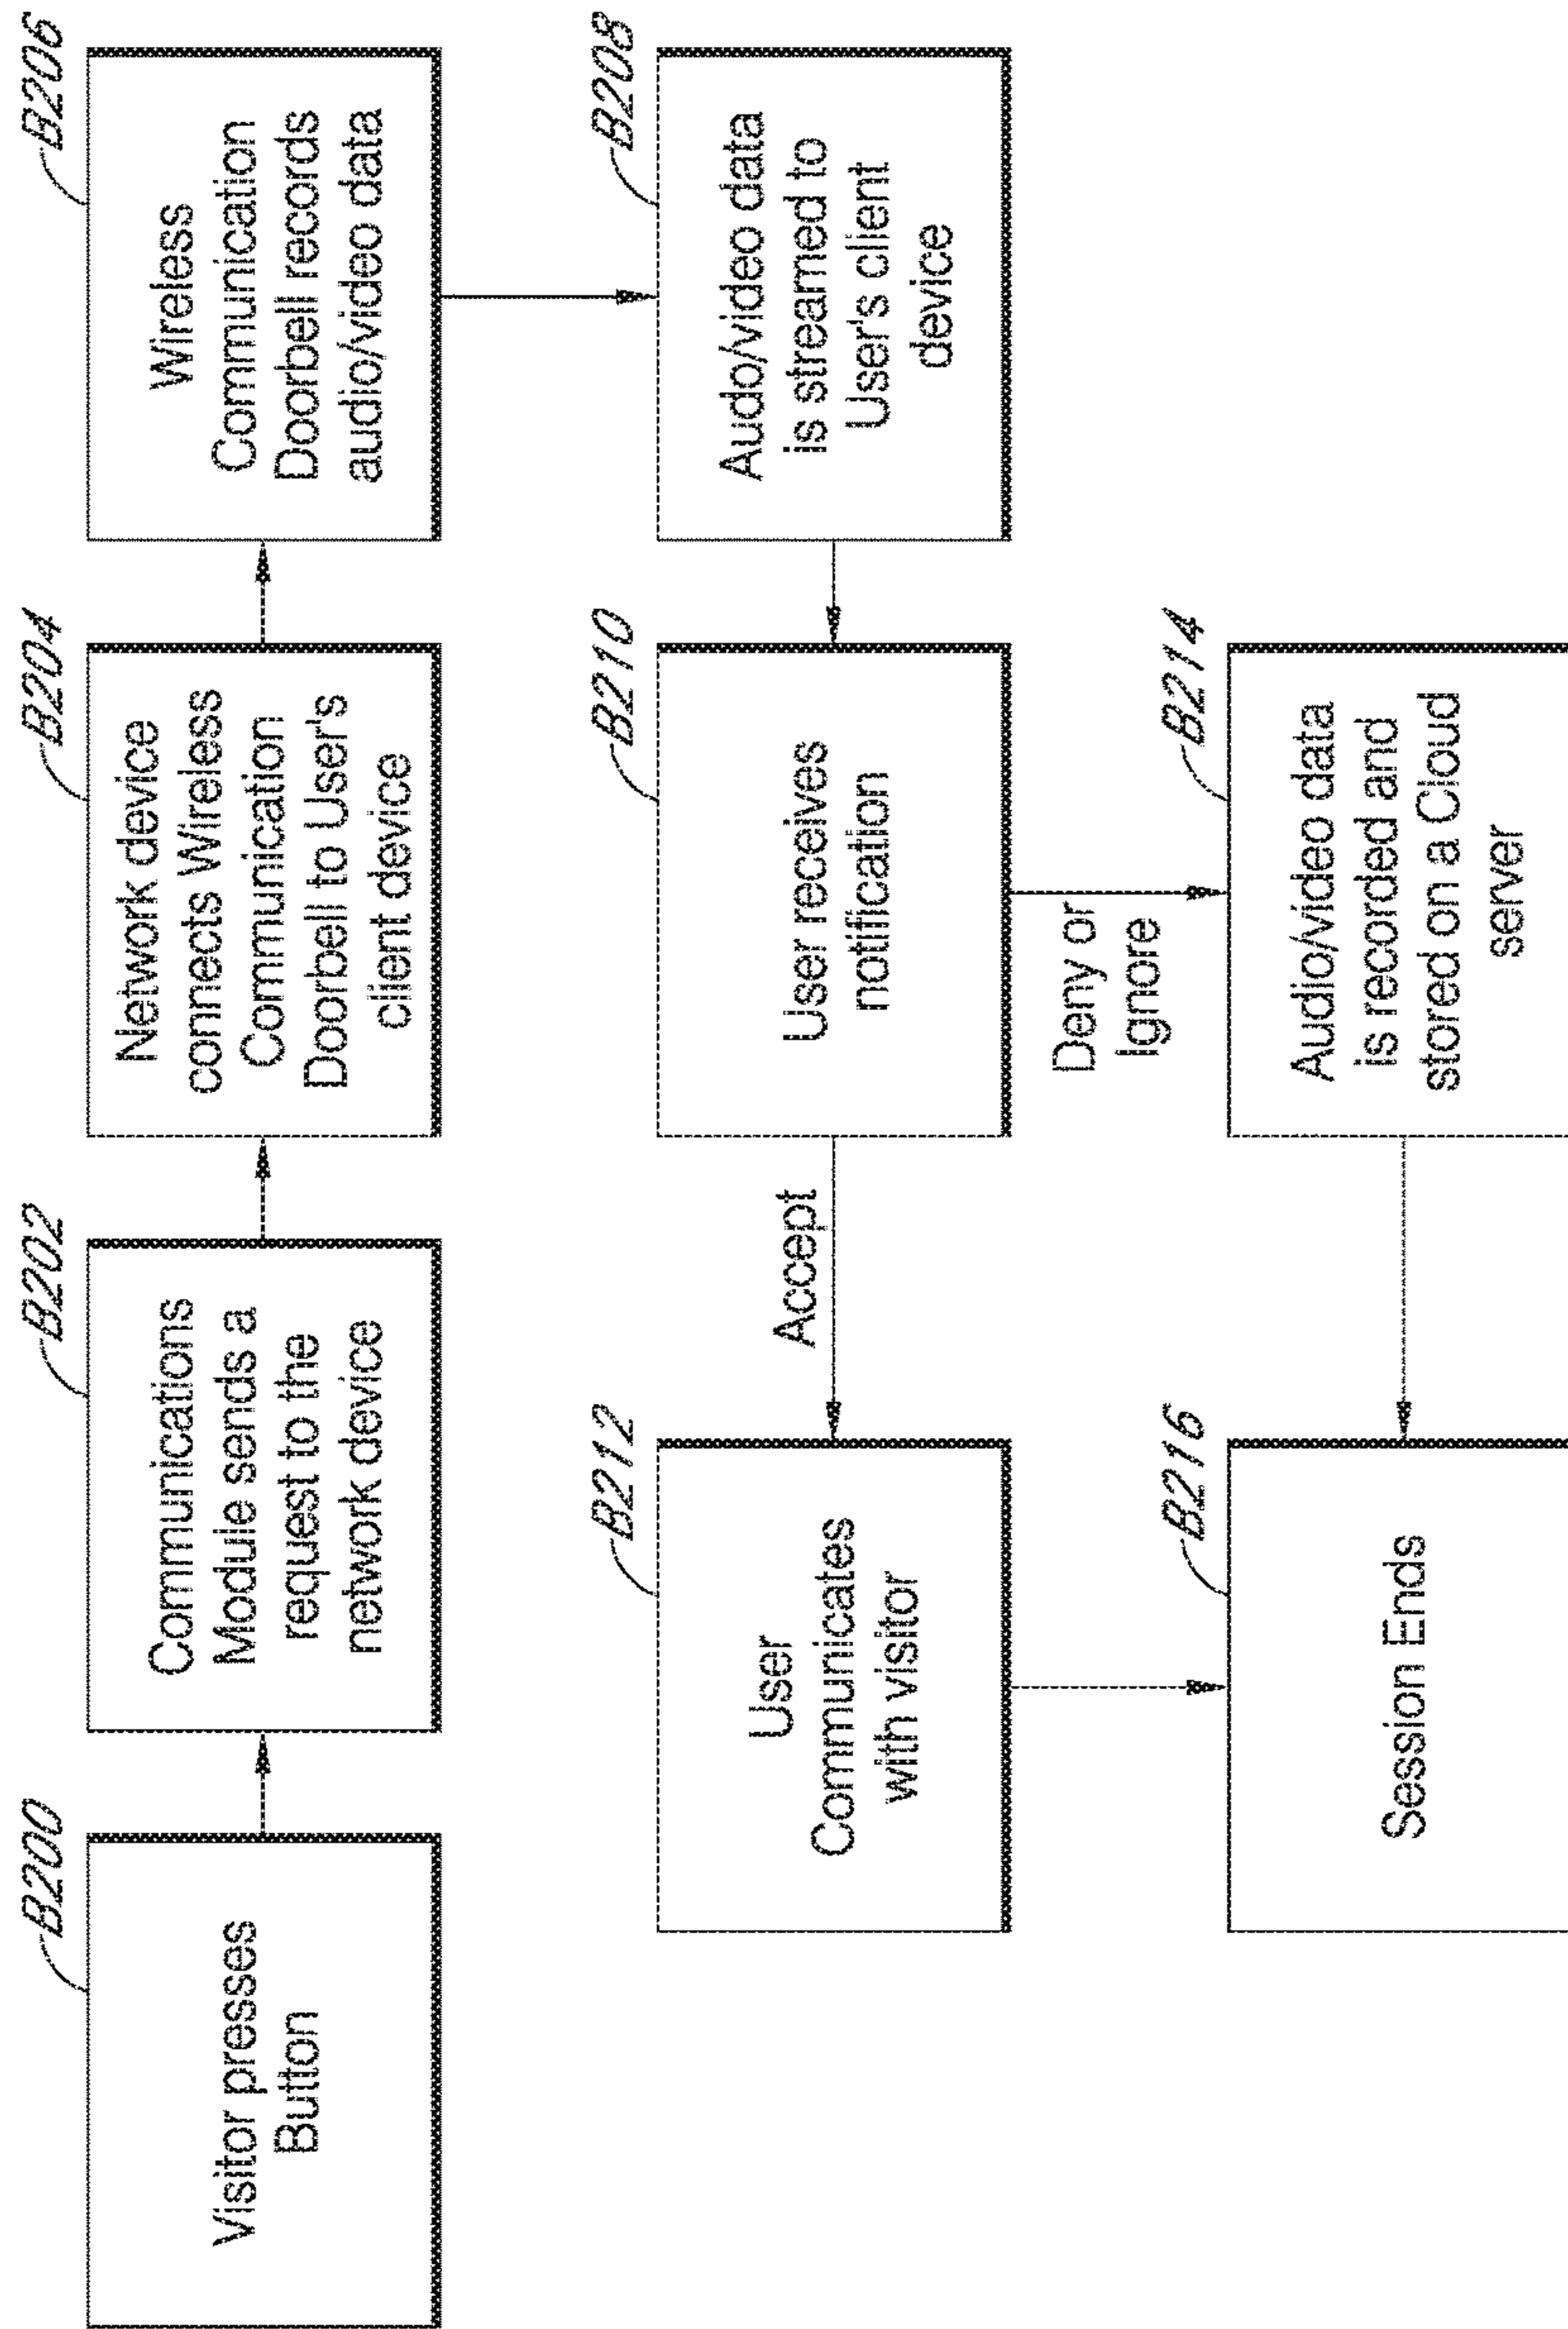 B200
Visitor presses
Button
B202
Communications
Module sends a
request to the
network device
B204
Network device
connects Wireless
Communication
Doorbell to User's
client device
B206
Wireless
Communication
Doorbell records
audio/video data
B208
Audo/video data
is streamed to
User's client
device
B210
User receives
notification
Accept
Deny or
Ignore
B212
User
Communicates
with visitor
B214
Audio/video data
is recorded and
stored on a Cloud
server
B216
Session Ends